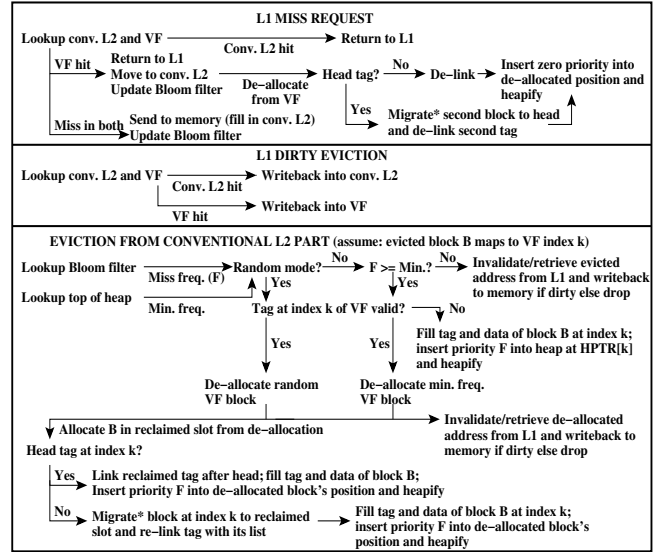 L1 MISS REQUEST
Lookup conv. L2 and VF
Conv. L2 hit
Return to L1
VF hit
Return to L1
Move to conv. L2
Update Bloom filter
De-allocate
from VF
Head tag?
No
De-link
Insert zero priority into
de-allocated position and
heapify
Yes
Migrate* second block to head
and de-link second tag
Miss in both
Send to memory (fill in conv. L2)
Update Bloom filter
L1 DIRTY EVICTION
Lookup conv. L2 and VF
Conv. L2 hit
Writeback into conv. L2
VF hit
Writeback into VF
EVICTION FROM CONVENTIONAL L2 PART (assume: evicted block B maps to VF index k)
Lookup Bloom filter
Miss freq. (F)
Random mode?
No
F >= Min.?
No
Invalidate/retrieve evicted
address from L1 and writeback
to memory if dirty else drop
Lookup top of heap
Min. freq.
Yes
Yes
Tag at index k of VF valid?
No
Fill tag and data of block B at index k;
insert priority F into heap at HPTR[k]
and heapify
Yes
Yes
De-allocate random
VF block
De-allocate min. freq.
VF block
Allocate B in reclaimed slot from de-allocation
Invalidate/retrieve de-allocated
address from L1 and writeback to
memory if dirty else drop
Head tag at index k?
Yes
Link reclaimed tag after head; fill tag and data of block B;
Insert priority F into de-allocated block's position and heapify
No
Migrate* block at index k to reclaimed
slot and re-link tag with its list
Fill tag and data of block B at index k;
insert priority F into de-allocated block's
position and heapify